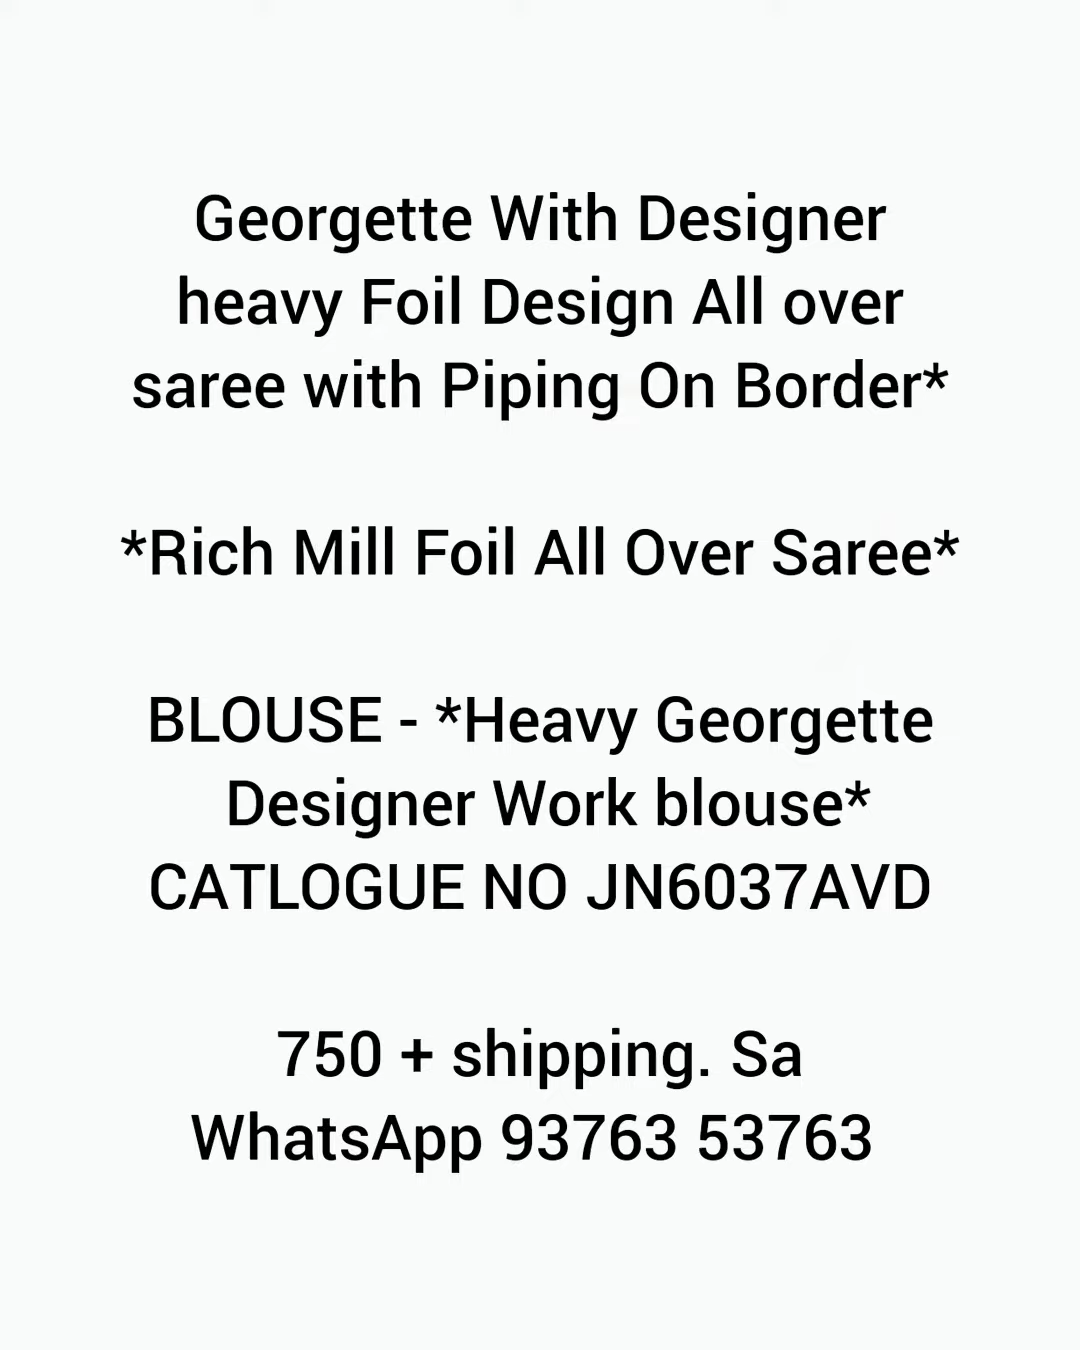 Georgette With Designer
heavy Foil Design All over
saree with Piping On Border*
*Rich Mill Foil All Over Saree*
BLOUSE - *Heavy Georgette
Designer Work blouse*
CATLOGUE NO JN6037AVD
750 + shipping. Sa
WhatsApp 93763 53763